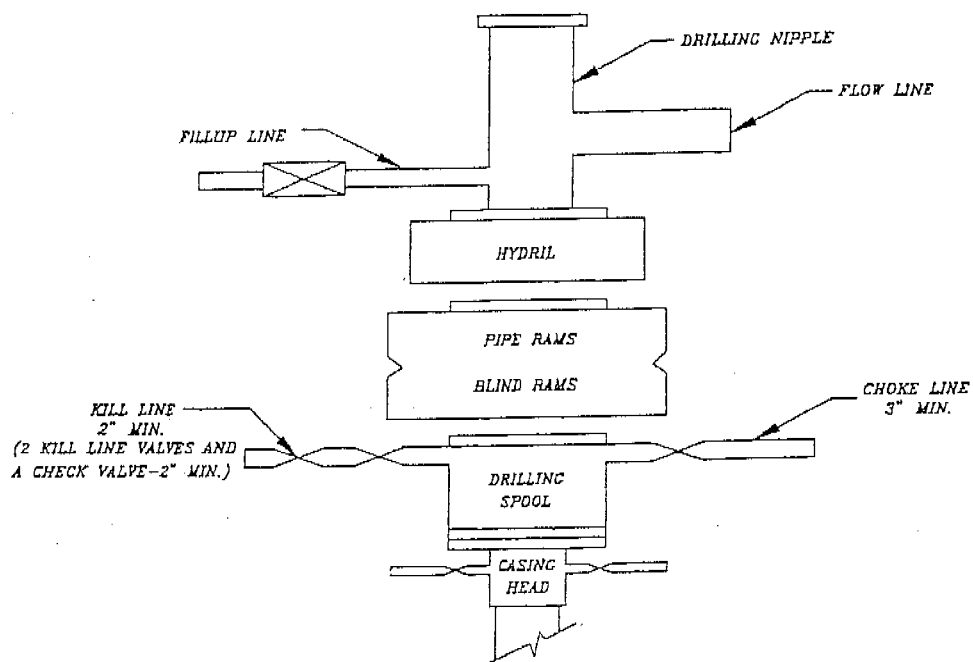 DRILLING NIPPLE
FLOW LINE
FILLUP LINE
HYDRIL
PIPE RAMS
BLIND RAMS
CHOKE LINE
3" MIN.
KILL LINE
2" MIN.
(2 KILL LINE VALVES AND
A CHECK VALVE-2" MIN.)
DRILLING
SPOOL
CASING
HEAD